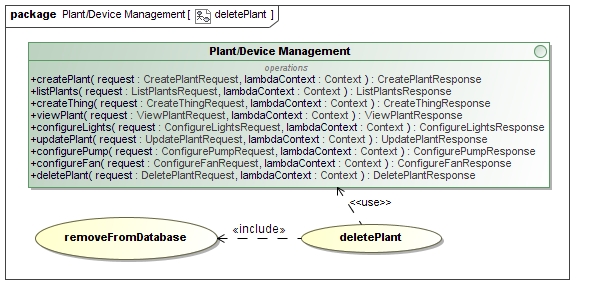 package Plant/Device Management[ deletePlant ]
Plant/Device Management
operations
+createPlant( request : CreatePlantRequest, lambdaContext : Context ) : CreatePlantResponse
+listPlants( request : ListPlantsRequest, lambdaContext : Context ) : ListPlantsResponse
+createThing( request : CreateThingRequest, lambdaContext : Context ) : CreateThingResponse
+viewPlant( request : ViewPlantRequest, lambdaContext : Context ) : ViewPlantResponse
+configureLights( request : ConfigureLightsRequest, lambdaContext : Context ) : ConfigureLightsResponse
+updatePlant( request : UpdatePlantRequest, lambdaContext : Context ) : UpdatePlantResponse
+configurePump( request : ConfigurePumpRequest, lambdaContext : Context ) : ConfigurePumpResponse
+configureFan( request : ConfigureFanRequest, lambdaContext : Context ) : ConfigureFanResponse
+deletePlant( request : DeletePlantRequest, lambdaContext : Context ) : DeletePlantResponse
<<use>>
«include»
removeFromDatabase
deletePlant